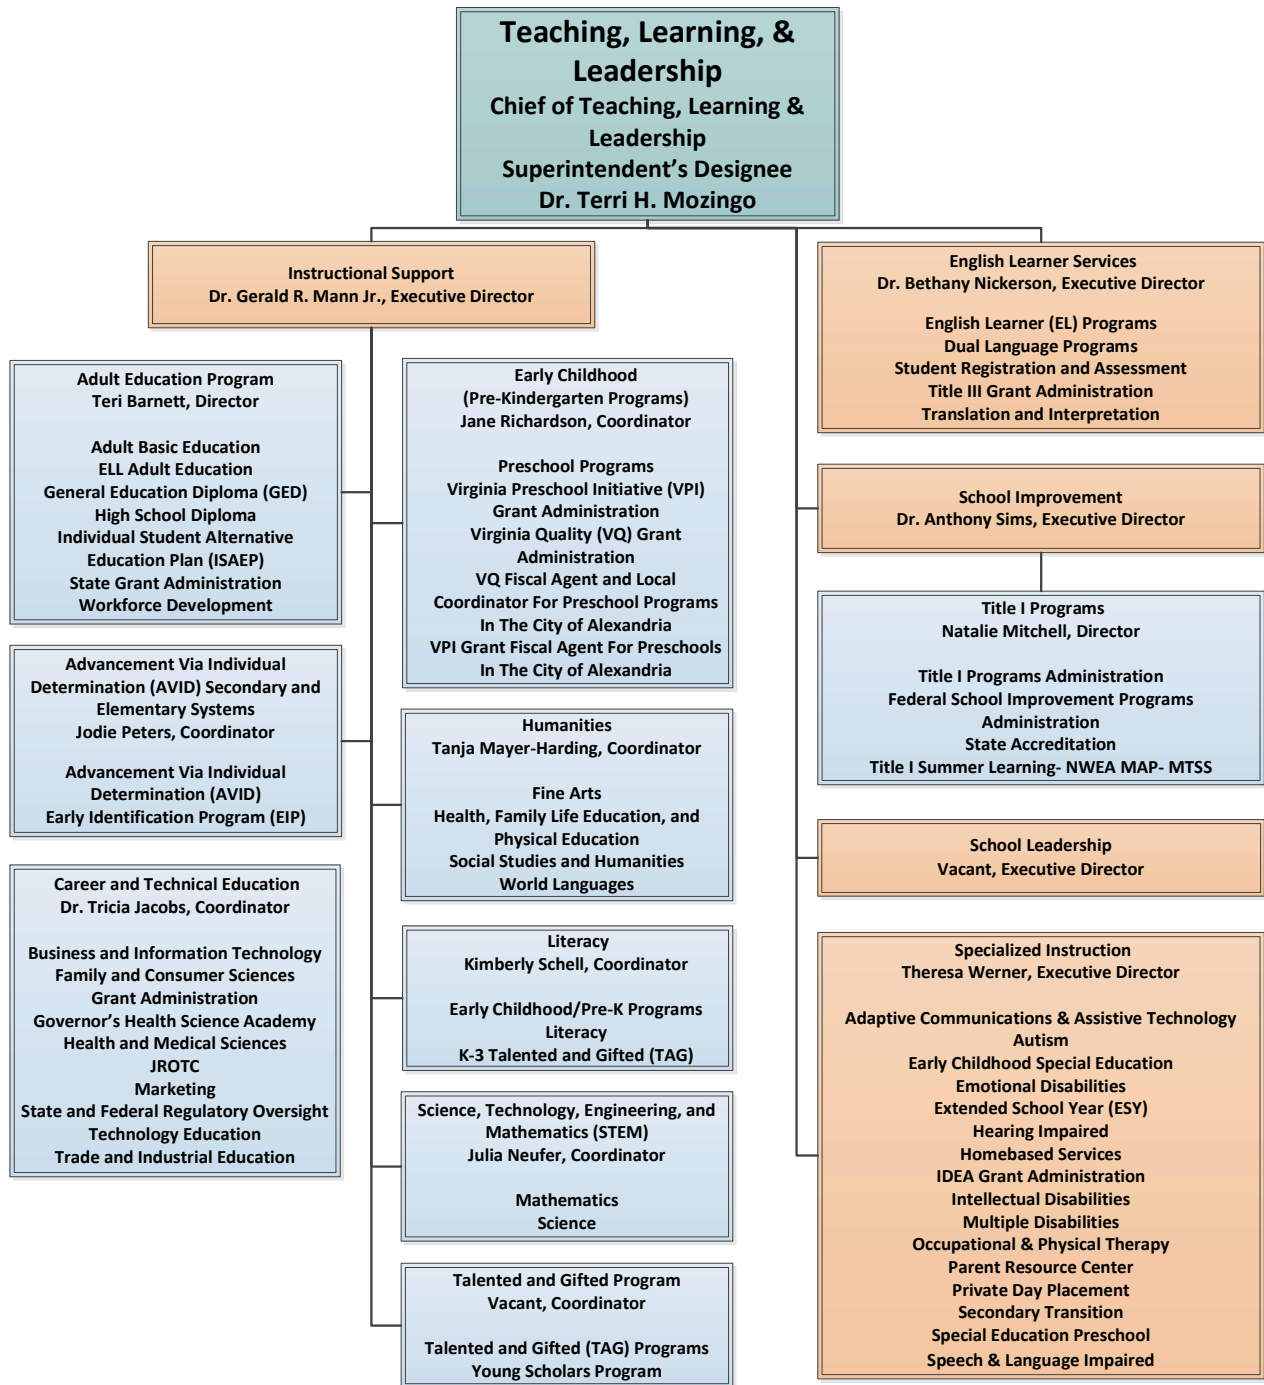 Teaching, Learning, &
Leadership
Chief of Teaching, Learning &
Leadership
Superintendent's Designee
Dr. Terri H. Mozingo
Instructional Support
Dr. Gerald R. Mann Jr., Executive Director
Adult Education Program
Teri Barnett, Director
Adult Basic Education
ELL Adult Education
General Education Diploma (GED)
High School Diploma
Individual Student Alternative
Education Plan (ISAEP)
State Grant Administration
Workforce Development
Advancement Via Individual
Determination (AVID) Secondary and
Elementary Systems
Jodie Peters, Coordinator
Advancement Via Individual
Determination (AVID)
Early Identification Program (EIP)
Career and Technical Education
Dr. Tricia Jacobs, Coordinator
Business and Information Technology
Family and Consumer Sciences
Grant Administration
Governor's Health Science Academy
Health and Medical Sciences
JROTC
Marketing
State and Federal Regulatory Oversight
Technology Education
Trade and Industrial Education
Early Childhood
(Pre-Kindergarten Programs)
Jane Richardson, Coordinator
Preschool Programs
Virginia Preschool Initiative (VPI)
Grant Administration
Virginia Quality (VQ) Grant
Administration
VQ Fiscal Agent and Local
Coordinator For Preschool Programs
In The City of Alexandria
VPI Grant Fiscal Agent For Preschools
In The City of Alexandria
Humanities
Tanja Mayer-Harding, Coordinator
Fine Arts
Health, Family Life Education, and
Physical Education
Social Studies and Humanities
World Languages
Literacy
Kimberly Schell, Coordinator
Early Childhood/Pre-K Programs
Literacy
K-3 Talented and Gifted (TAG)
Science, Technology, Engineering, and
Mathematics (STEM)
Julia Neufer, Coordinator
Mathematics
Science
Talented and Gifted Program
Vacant, Coordinator
Talented and Gifted (TAG) Programs
Young Scholars Program
English Learner Services
Dr. Bethany Nickerson, Executive Director
English Learner (EL) Programs
Dual Language Programs
Student Registration and Assessment
Title III Grant Administration
Translation and Interpretation
School Improvement
Dr. Anthony Sims, Executive Director
Title I Programs
Natalie Mitchell, Director
Title I Programs Administration
Federal School Improvement Programs
Administration
State Accreditation
Title I Summer Learning- NWEA MAP- MTSS
School Leadership
Vacant, Executive Director
Specialized Instruction
Theresa Werner, Executive Director
Adaptive Communications & Assistive Technology
Autism
Early Childhood Special Education
Emotional Disabilities
Extended School Year (ESY)
Hearing Impaired
Homebased Services
IDEA Grant Administration
Intellectual Disabilities
Multiple Disabilities
Occupational & Physical Therapy
Parent Resource Center
Private Day Placement
Secondary Transition
Special Education Preschool
Speech & Language Impaired